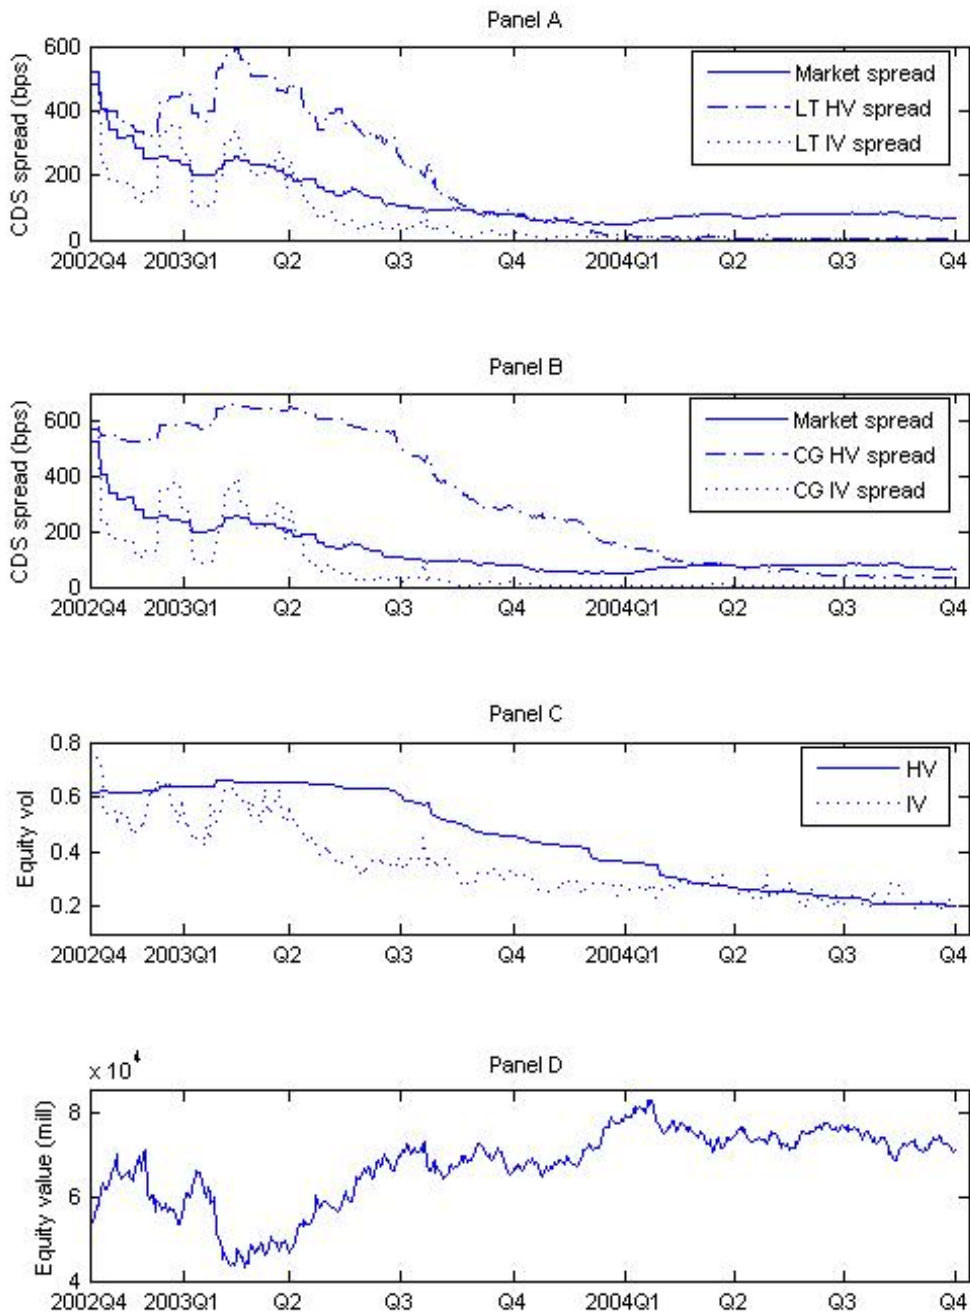 Panel A
CDS spread (bps)
600
400
200
0
Market spread
LT HV spread
LT IV spread
2002Q4 2003Q1 Q2 Q3 Q4 2004Q1 Q2 Q3 Q4
Panel B
CDS spread (bps)
600
400
200
0
Market spread
CG HV spread
CG IV spread
2002Q4 2003Q1 Q2 Q3 Q4 2004Q1 Q2 Q3 Q4
Panel C
Equity vol
0.8
0.6
0.4
0.2
HV
IV
2002Q4 2003Q1 Q2 Q3 Q4 2004Q1 Q2 Q3 Q4
Panel D
x 10⁴
Equity value (mill)
8
6
4
2002Q4 2003Q1 Q2 Q3 Q4 2004Q1 Q2 Q3 Q4